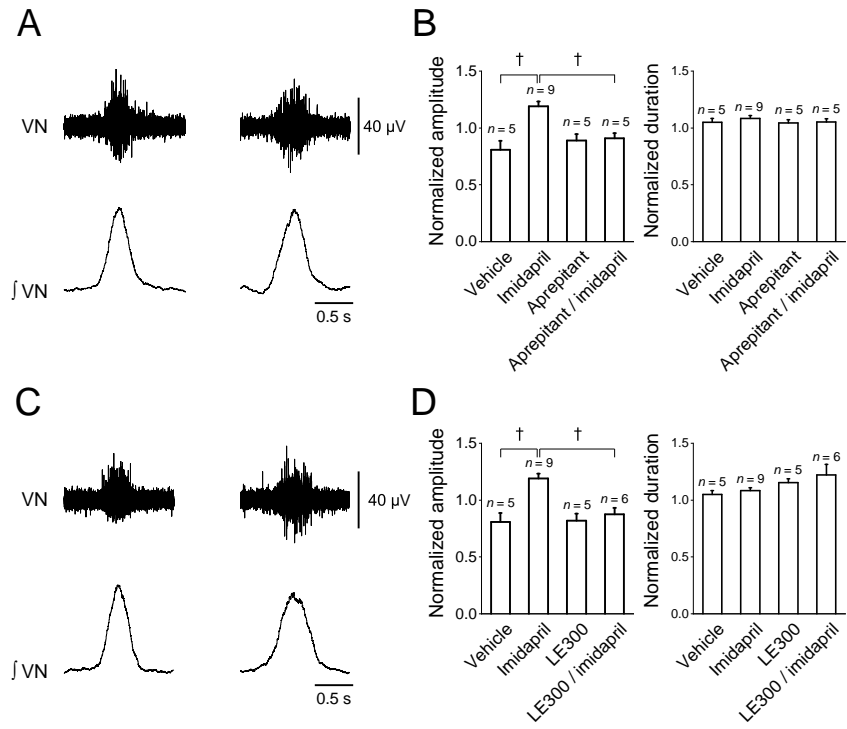 A
VN
40 µV
∫ VN
0.5 s
B
Normalized amplitude
1.5
1.0
0.5
0.0
†
†
n = 5
n = 9
n = 5
n = 5
Vehicle
Imidapril
Aprepitant
Aprepitant / imidapril
Normalized duration
1.5
1.0
0.5
0.0
n = 5
n = 9
n = 5
n = 5
Vehicle
Imidapril
Aprepitant
Aprepitant / imidapril
C
VN
40 µV
∫ VN
0.5 s
D
Normalized amplitude
1.5
1.0
0.5
0.0
†
†
n = 5
n = 9
n = 5
n = 6
Vehicle
Imidapril
LE300
LE300 / imidapril
Normalized duration
1.5
1.0
0.5
0.0
n = 5
n = 9
n = 5
n = 6
Vehicle
Imidapril
LE300
LE300 / imidapril